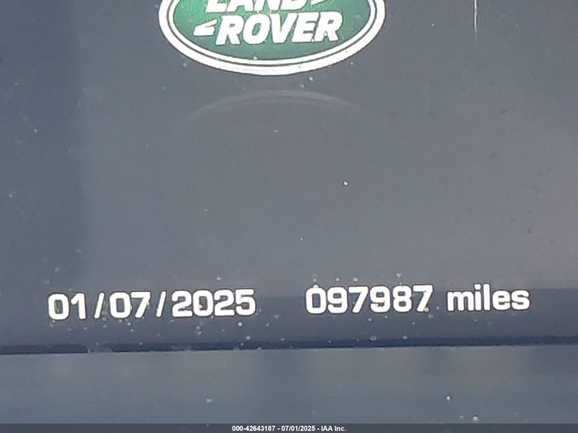 LAND
ROVER
01/07/2025 097987 miles
000-42643187 - 07/01/2025 - IAA Inc.